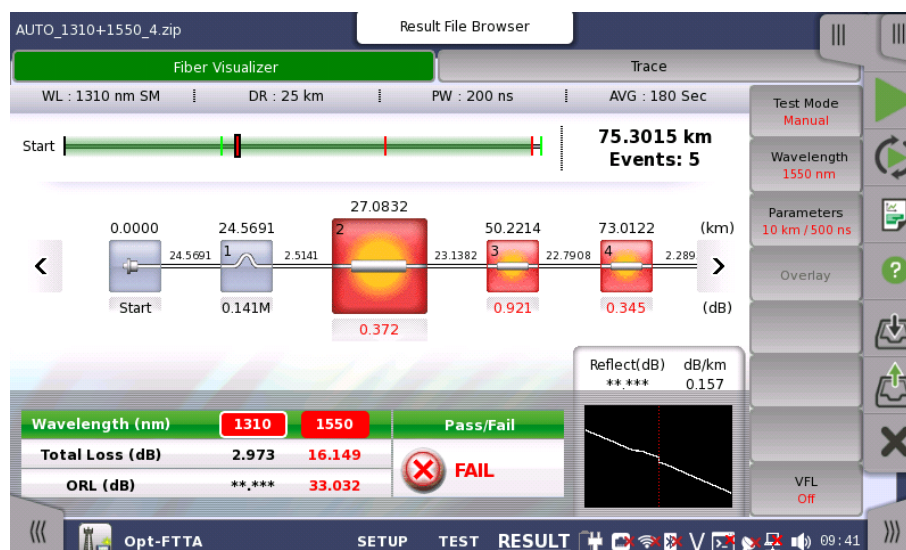 AUTO_1310+1550_4.zip
Result File Browser
Fiber Visualizer
Trace
WL : 1310 nm SM
DR : 25 km
PW : 200 ns
AVG : 180 Sec
Test Mode
Manual
Start
75.3015 km
Events: 5
Wavelength
1550 nm
Parameters
10 km / 500 ns
27.0832
0.0000
24.5691
50.2214
73.0122
(km)
24.5691
1
2.5141
2
23.1382
3
22.7908
4
2.289
Overlay
Start
0.141M
0.372
0.921
0.345
(dB)
Reflect(dB)
dB/km
**.***
0.157
Wavelength (nm)
1310
1550
Pass/Fail
Total Loss (dB)
2.973
16.149
FAIL
ORL (dB)
**.***
33.032
VFL
Off
Opt-FTTA
SETUP
TEST
RESULT
V
09:41